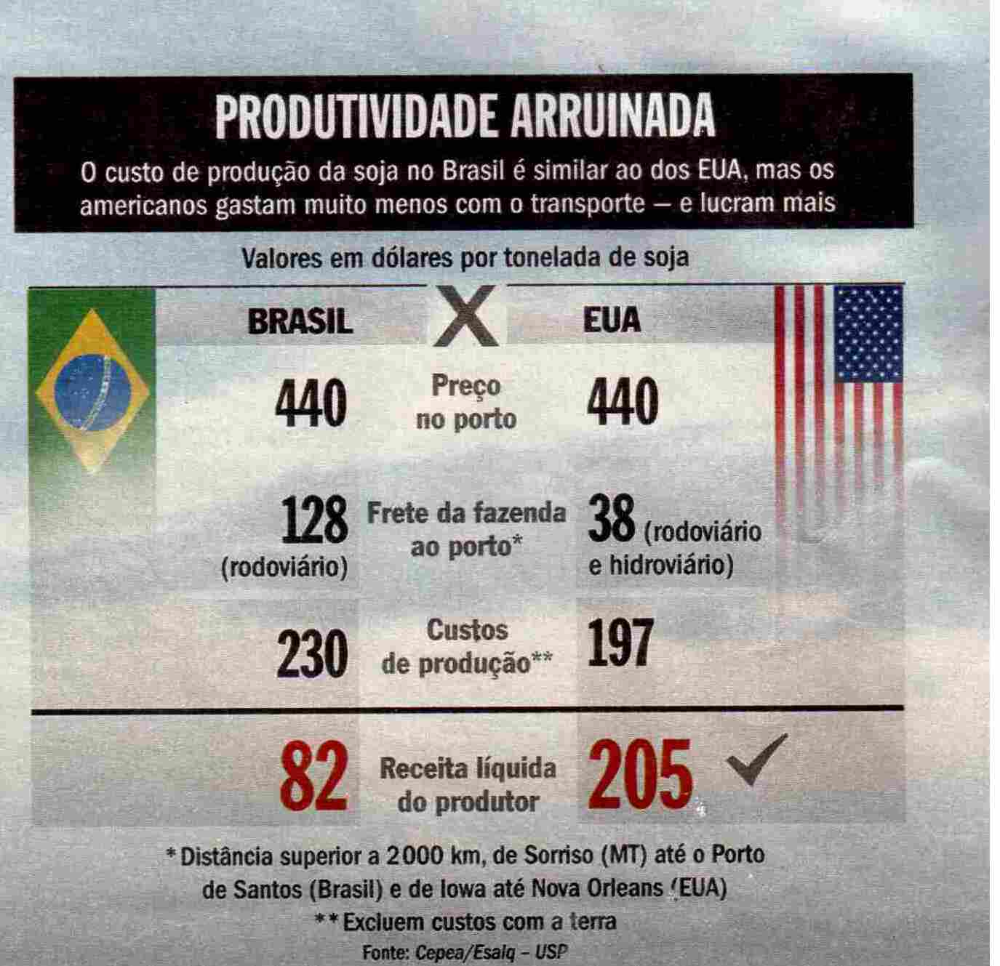 PRODUTIVIDADE ARRUINADA
O custo de produção da soja no Brasil é similar ao dos EUA, mas os
americanos gastam muito menos com o transporte — e lucram mais
Valores em dólares por tonelada de soja
BRASIL X EUA
440 Preço no porto 440
128 (rodoviário) Frete da fazenda ao porto* 38 (rodoviário e hidroviário)
230 Custos de produção** 197
82 Receita líquida do produtor 205
* Distância superior a 2000 km, de Sorriso (MT) até o Porto
de Santos (Brasil) e de Iowa até Nova Orleans (EUA)
** Excluem custos com a terra
Fonte: Cepea/Esalq – USP